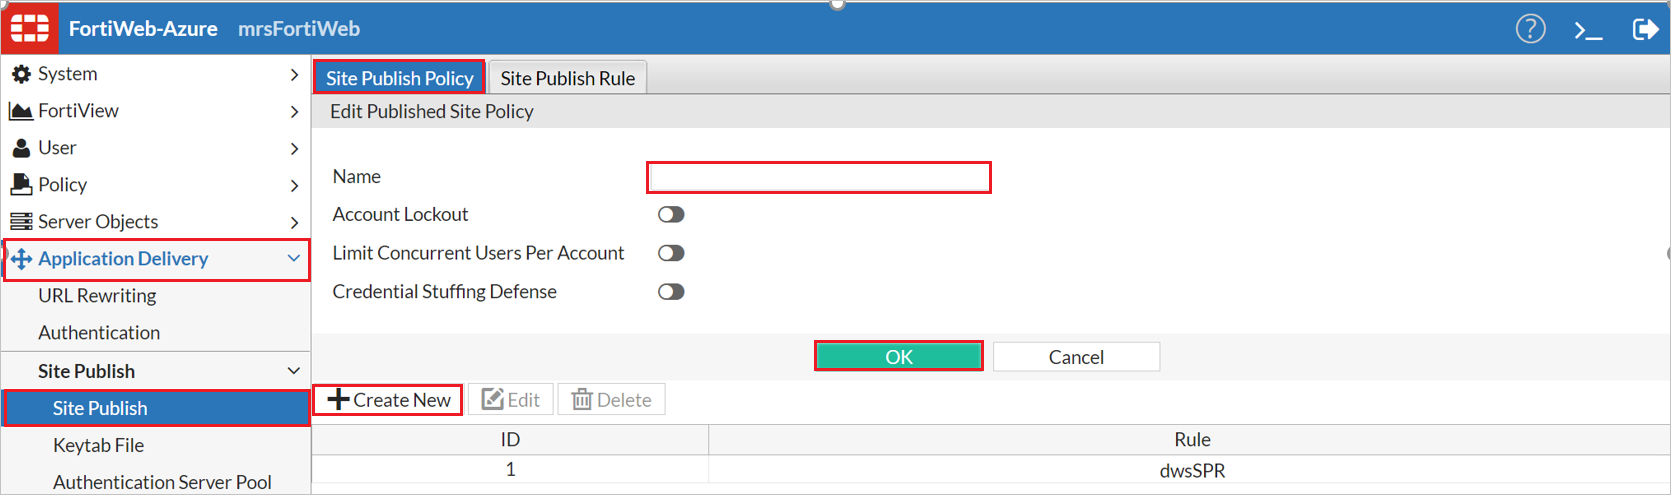 FortiWeb-Azure mrsFortiWeb
System
FortiView
User
Policy
Server Objects
Application Delivery
URL Rewriting
Authentication
Site Publish
Site Publish
Keytab File
Authentication Server Pool
Site Publish Policy Site Publish Rule
Edit Published Site Policy
Name
Account Lockout
Limit Concurrent Users Per Account
Credential Stuffing Defense
OK Cancel
Create New Edit Delete
ID Rule
1 dwsSPR